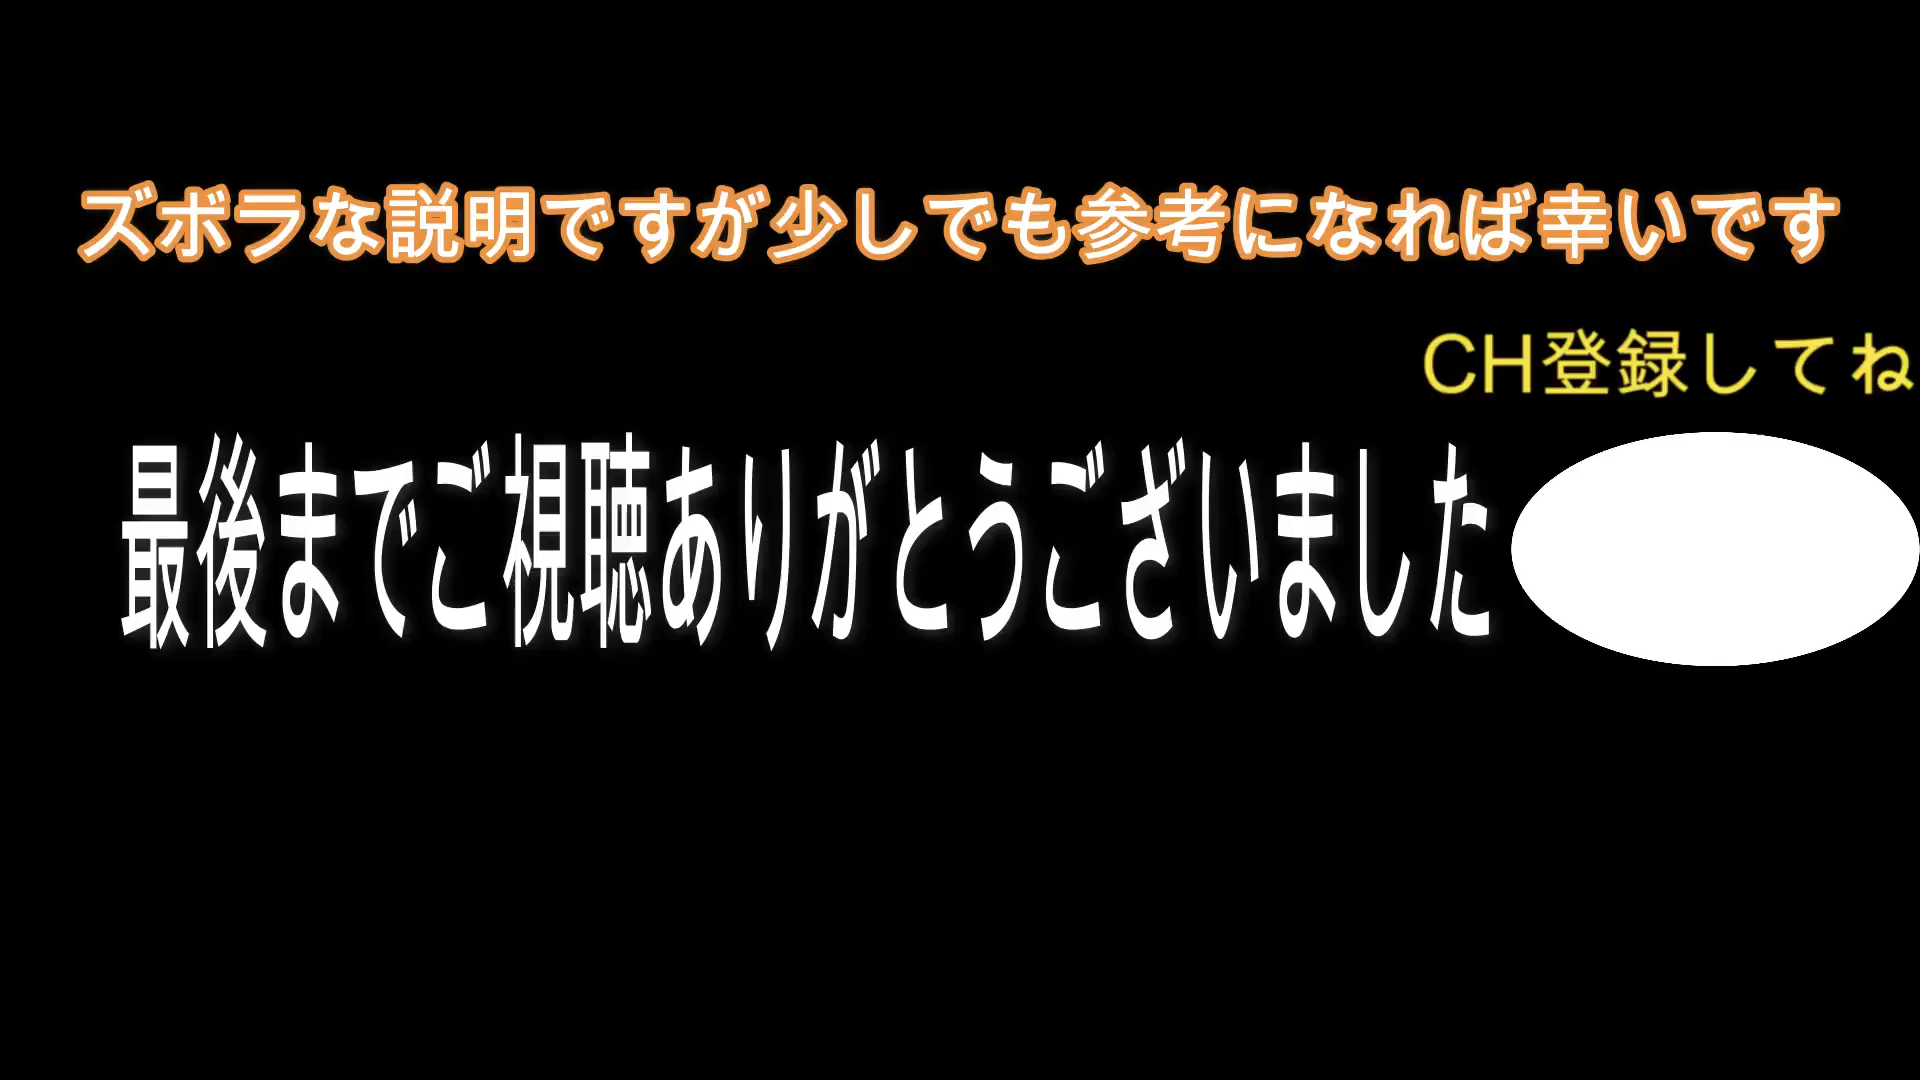 ズボラな説明ですが少しでも参考になれば幸いです
CH登録してね
最後までご視聴ありがとうございました